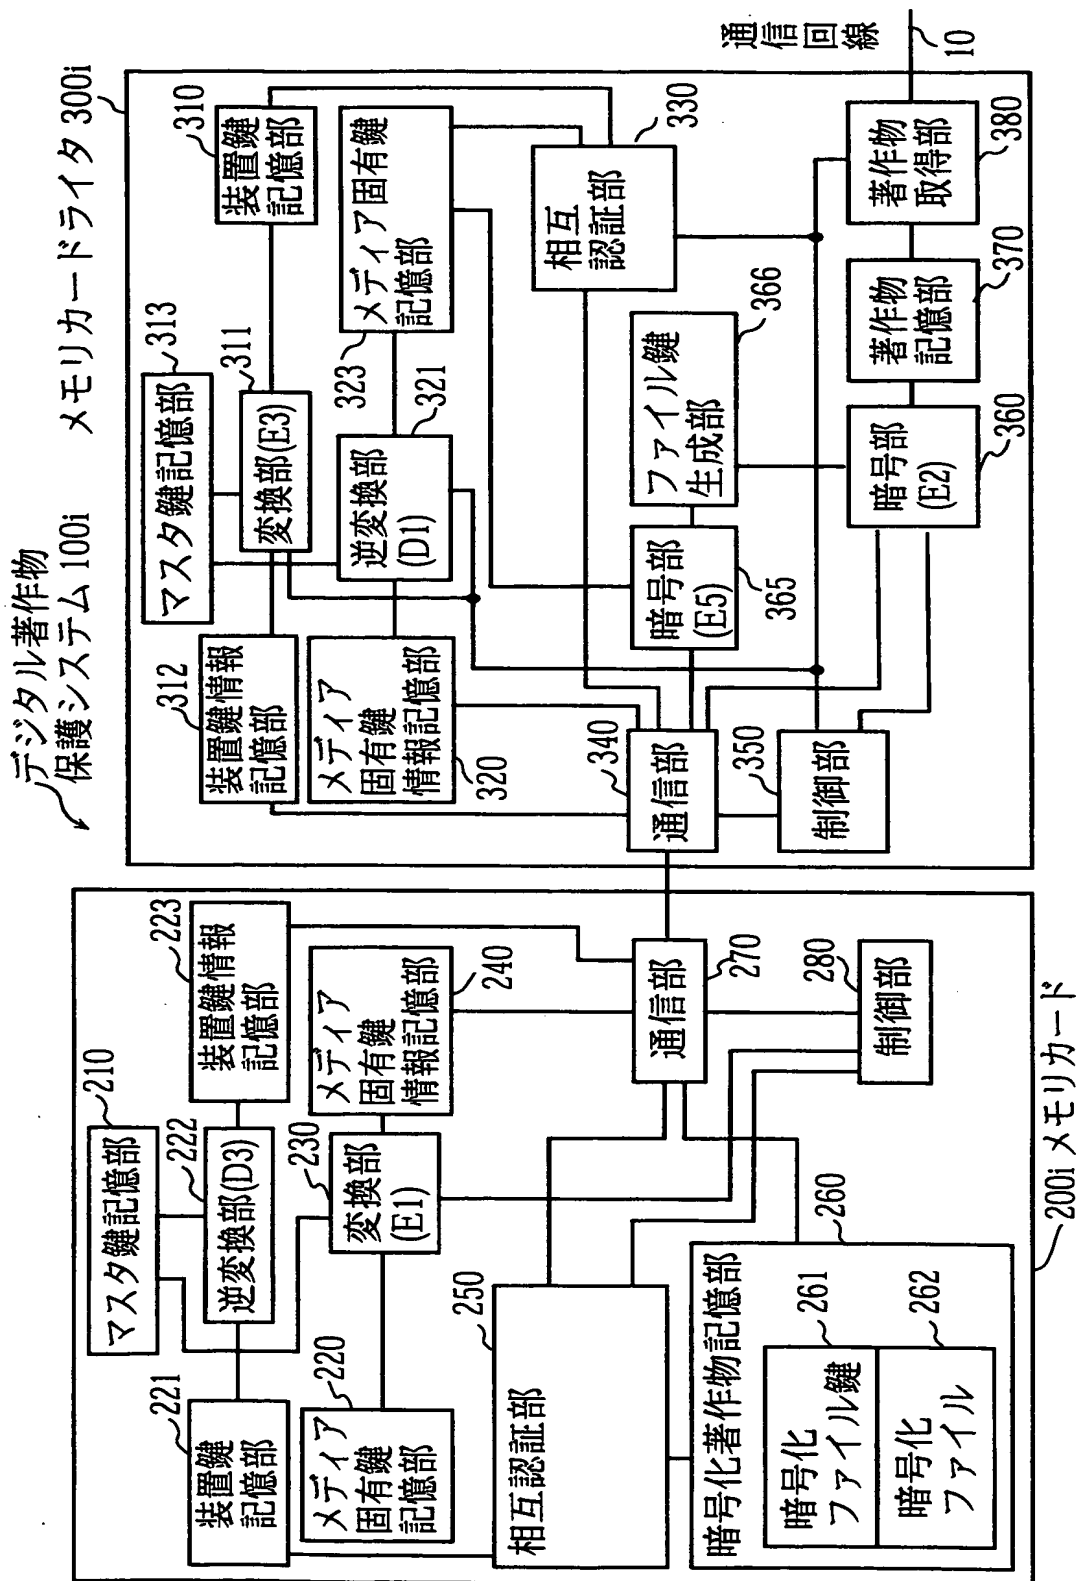 デジタル著作物
保護システム 100i
メモリカードライタ 300i
マスタ鍵記憶部
313
装置鍵情報
記憶部
312
変換部(E3)
311
装置鍵
記憶部
310
メディア
固有鍵
情報記憶部
320
逆変換部
(D1)
321
メディア固有鍵
記憶部
323
相互
認証部
330
通信部
340
暗号部
(E5)
365
ファイル鍵
生成部
366
制御部
350
暗号部
(E2)
360
著作物
記憶部
370
著作物
取得部
380
通信回線
10
マスタ鍵記憶部
210
装置鍵
記憶部
221
逆変換部(D3)
222
装置鍵情報
記憶部
223
メディア
固有鍵
記憶部
220
変換部
(E1)
230
メディア
固有鍵
情報記憶部
240
相互認証部
250
通信部
270
制御部
280
暗号化著作物記憶部
260
暗号化
ファイル鍵
261
暗号化
ファイル
262
200i メモリカード